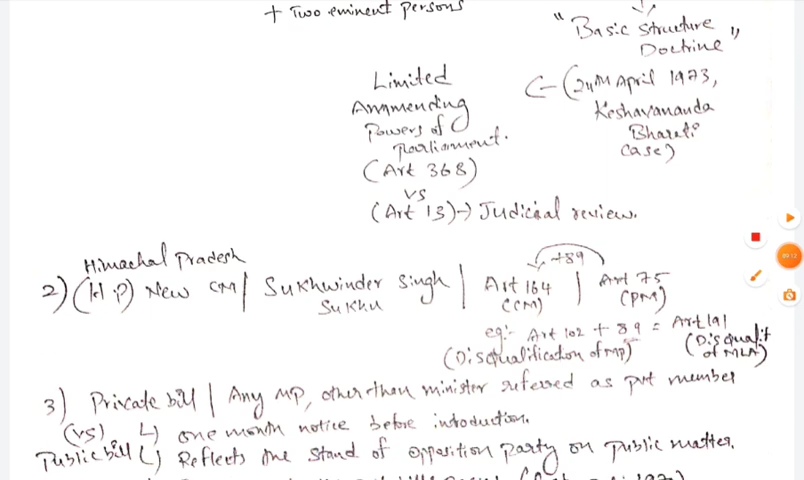 + Two eminent persons
"Basic Structure
Doctrine"
Limited
Ammending
Powers of
Parliament.
(Art 368)
VS
(Art 13) → Judicial review.
← (24th April 1973,
Keshavananda
Bharati
case)
Himachal Pradesh
2) (H.P) New CM | Sukhwinder Singh | Art 164 | Art 75
Sukhu
(CM)
(PM)
+89
eg:- Art 102 + 89 = Art 191
(Disqualification of MP)
(Disqualif
of MLA)
3) Private bill | Any MP, other than minister referred as pvt member
(vs) ↳ one month notice before introduction.
Public bill ↳ Reflects the stand of opposition party on public matter.
00:12